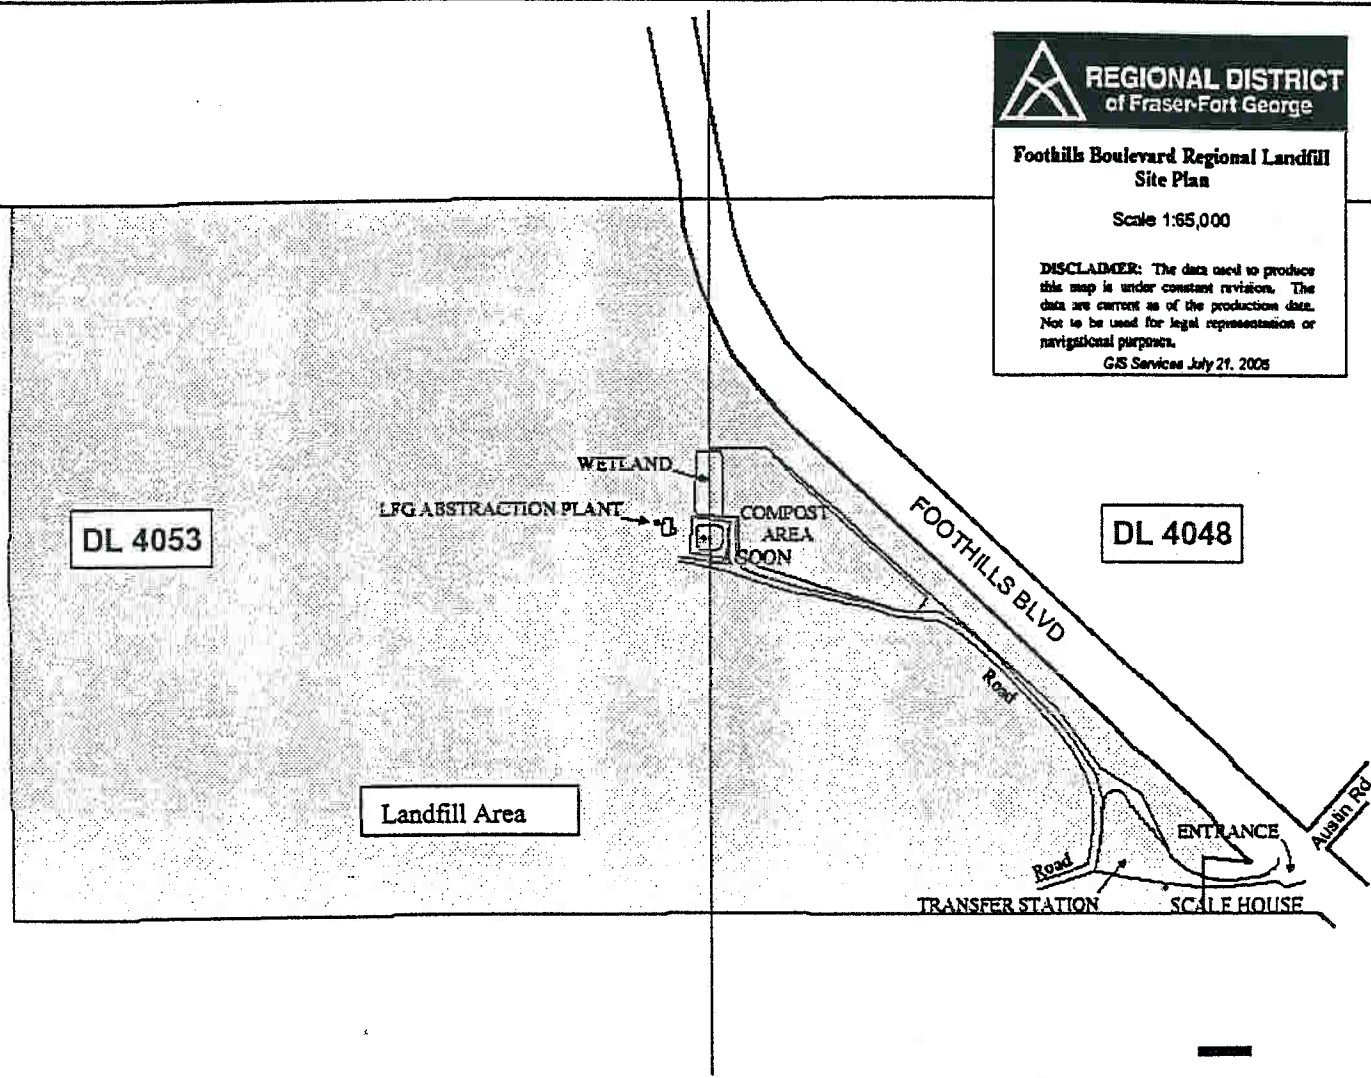 REGIONAL DISTRICT
of Fraser-Fort George
Foothills Boulevard Regional Landfill
Site Plan
Scale 1:65,000
DISCLAIMER: The data used to produce
this map is under constant revision. The
data are current as of the production date.
Not to be used for legal representation or
navigational purposes.
GIS Services July 21, 2005
WETLAND
LFG ABSTRACTION PLANT
COMPOST
AREA
SOON
DL 4053
DL 4048
FOOTHILLS BLVD
Road
Landfill Area
Austin Rd
ENTRANCE
Road
TRANSFER STATION
SCALE HOUSE